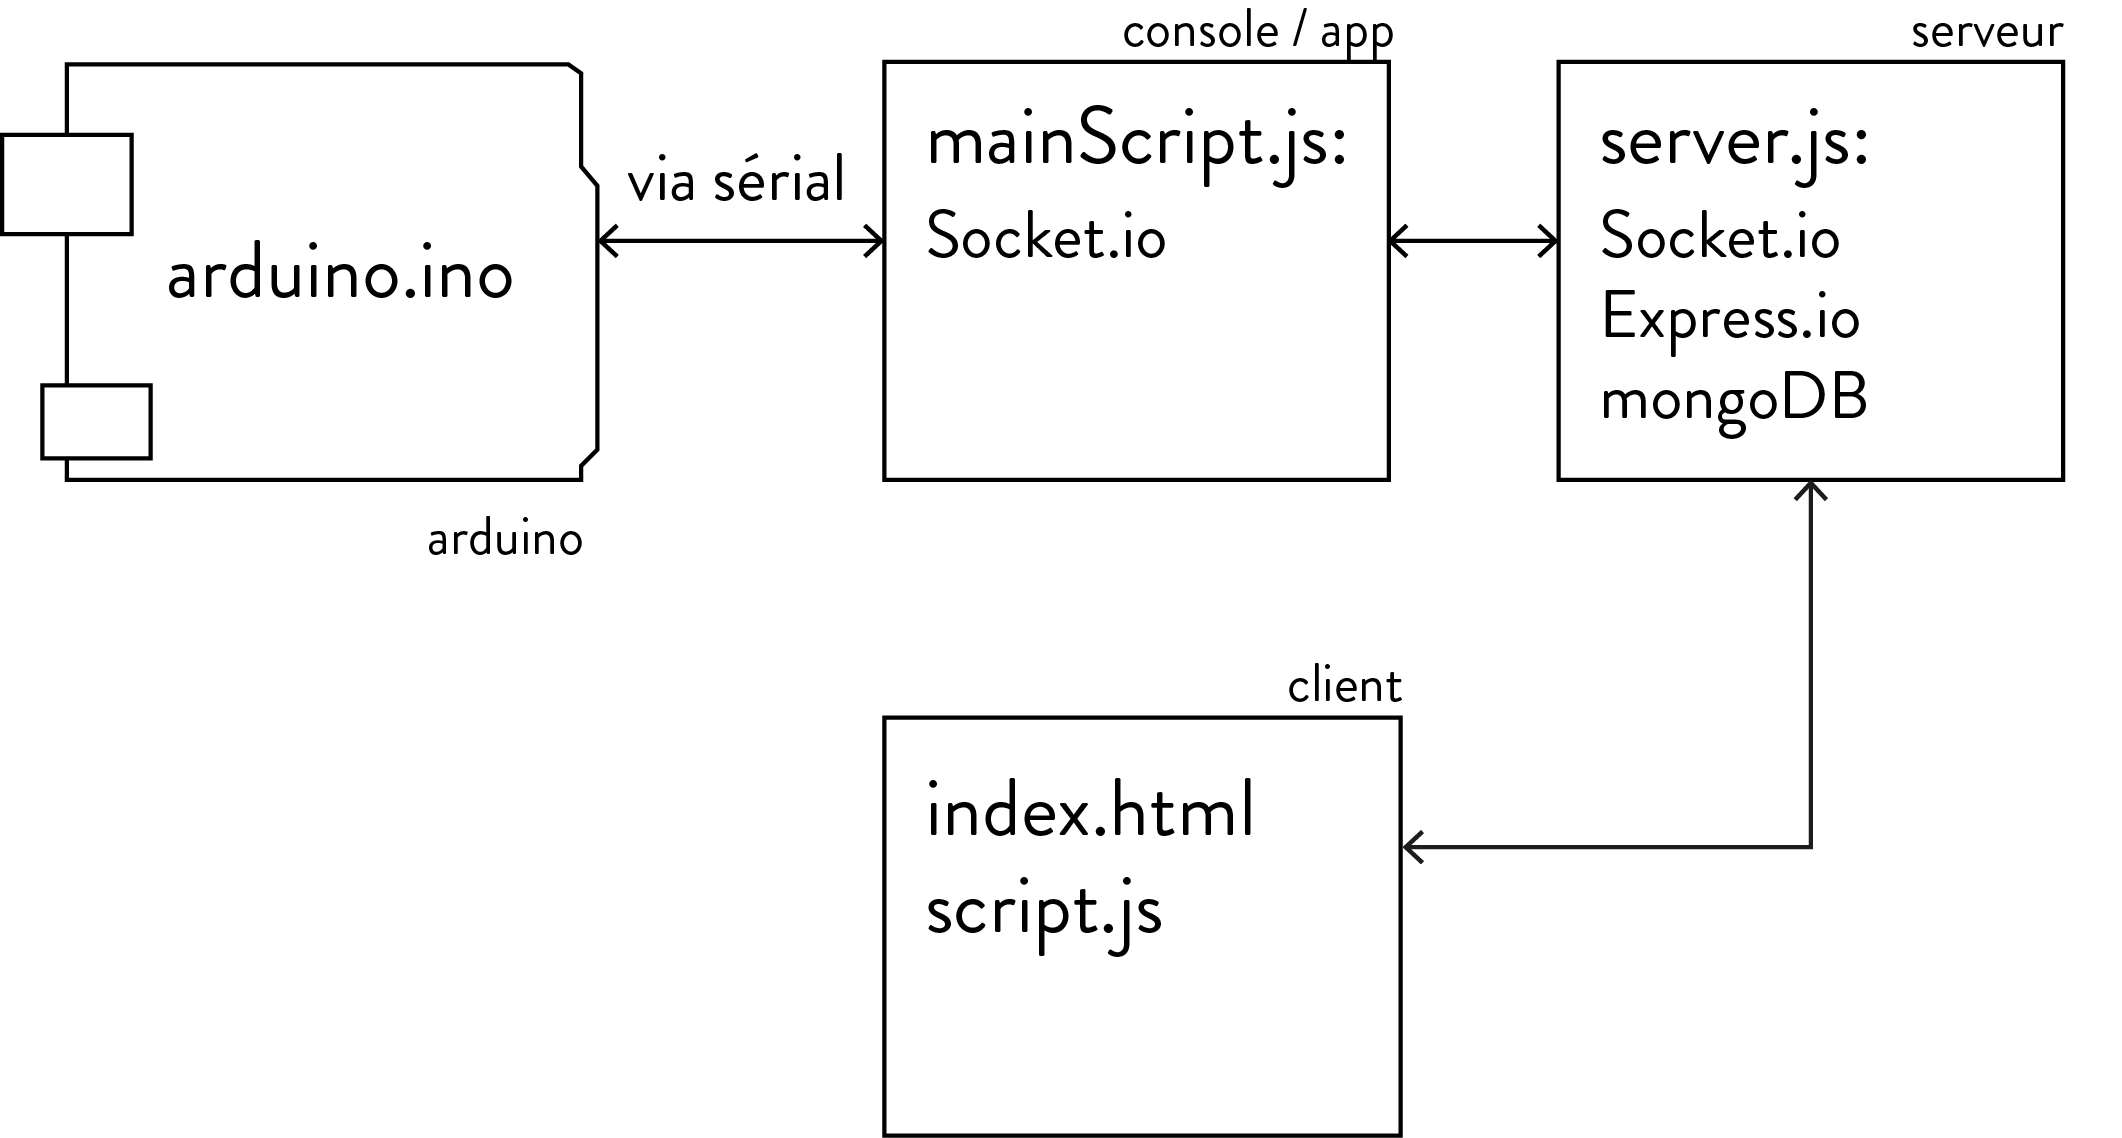 console / app
serveur
mainScript.js:
server.js:
via sérial
Socket.io
Socket.io
arduino.ino
Express.io
mongoDB
arduino
client
index.html
script.js